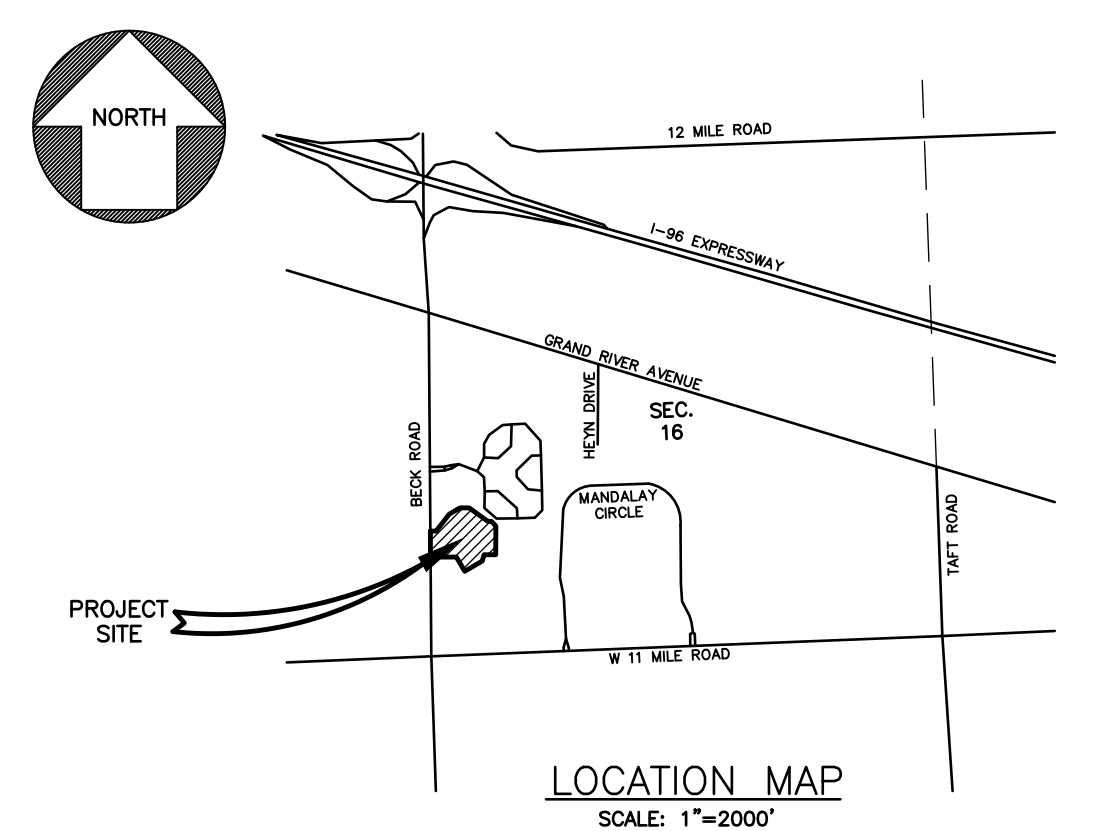 NORTH
12 MILE ROAD
I-96 EXPRESSWAY
GRAND RIVER AVENUE
HEYN DRIVE
SEC.
16
BECK ROAD
MANDALAY
CIRCLE
TAFT ROAD
PROJECT
SITE
W 11 MILE ROAD
LOCATION MAP
SCALE: 1"=2000'